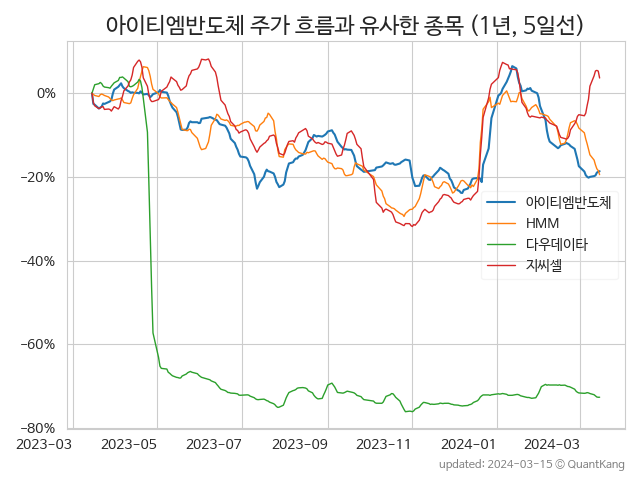 아이티엠반도체 주가 흐름과 유사한 종목 (1년, 5일선)
0%
−20%
−40%
−60%
−80%
아이티엠반도체
HMM
다우데이타
지씨셀
2023-03 2023-05 2023-07 2023-09 2023-11 2024-01 2024-03
updated: 2024-03-15 © QuantKang